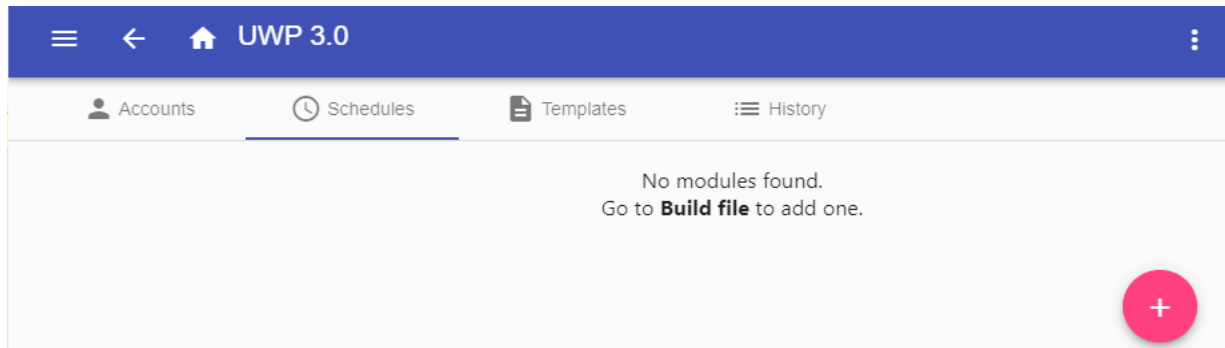 UWP 3.0
Accounts Schedules Templates History
No modules found.
Go to Build file to add one.